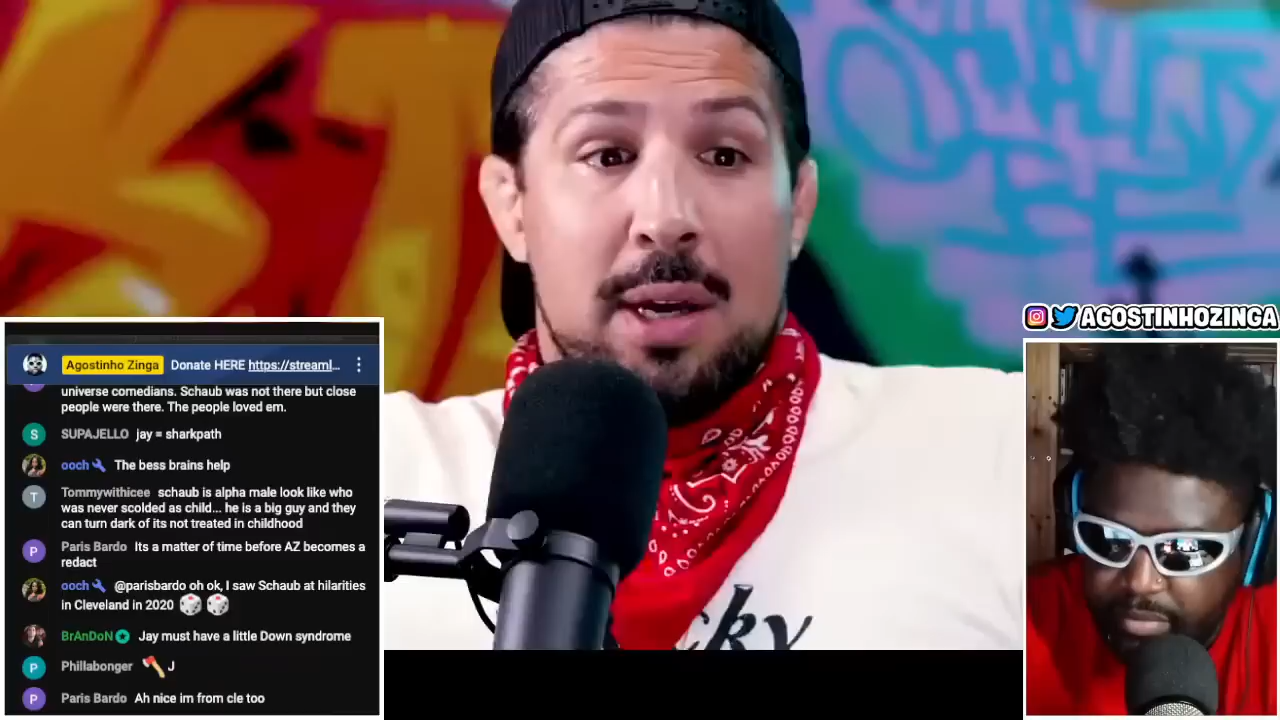 AGOSTINHOZINGA
Agostinho Zinga Donate HERE https://streaml...
universe comedians. Schaub was not there but close
people were there. The people loved em.
S SUPAJELLO jay = sharkpath
ooch The bess brains help
T Tommywithicee schaub is alpha male look like who
was never scolded as child... he is a big guy and they
can turn dark of its not treated in childhood
P Paris Bardo Its a matter of time before AZ becomes a
redact
ooch @parisbardo oh ok, I saw Schaub at hilarities
in Cleveland in 2020
BrAnDoN Jay must have a little Down syndrome
P Phillabonger J
P Paris Bardo Ah nice im from cle too
cky